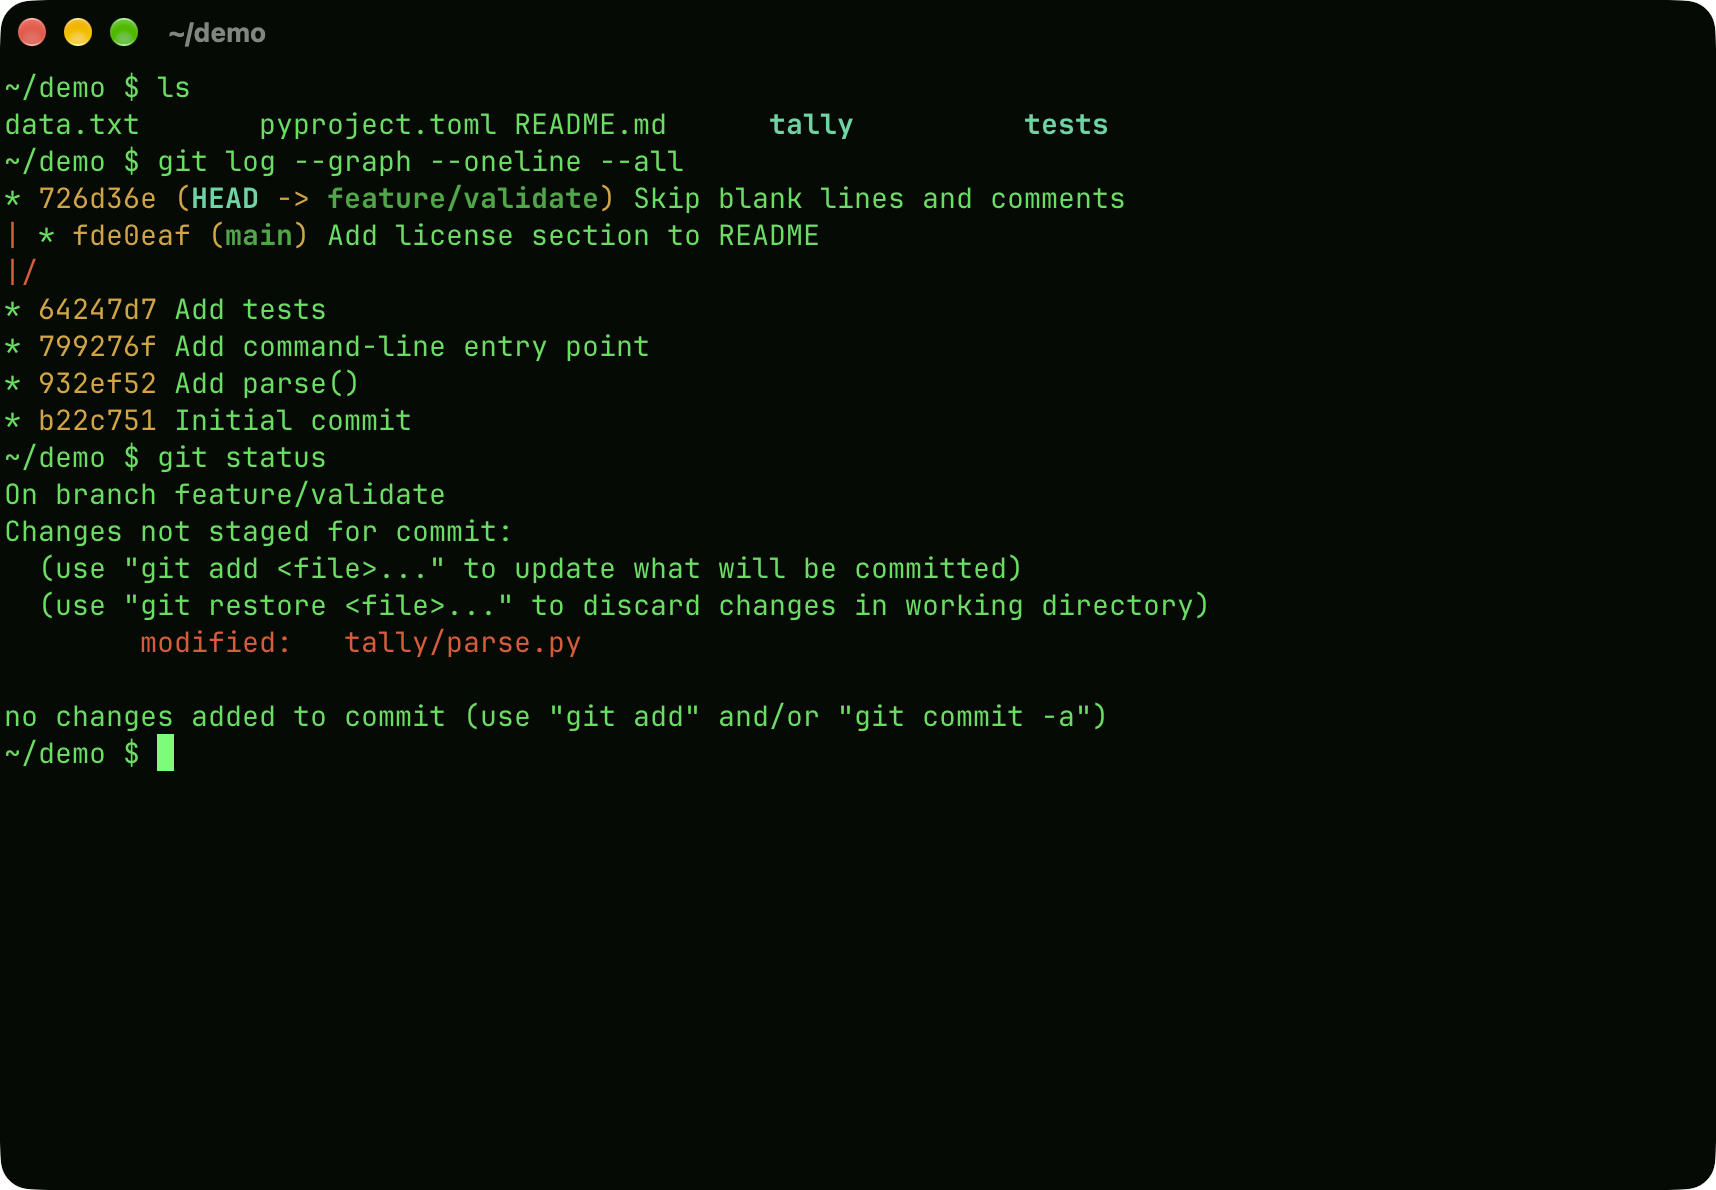 ~/demo
~/demo $ ls
data.txt       pyproject.toml README.md      tally          tests
~/demo $ git log --graph --oneline --all
* 726d36e (HEAD -> feature/validate) Skip blank lines and comments
| * fde0eaf (main) Add license section to README
|/
* 64247d7 Add tests
* 799276f Add command-line entry point
* 932ef52 Add parse()
* b22c751 Initial commit
~/demo $ git status
On branch feature/validate
Changes not staged for commit:
  (use "git add <file>..." to update what will be committed)
  (use "git restore <file>..." to discard changes in working directory)
        modified:   tally/parse.py

no changes added to commit (use "git add" and/or "git commit -a")
~/demo $